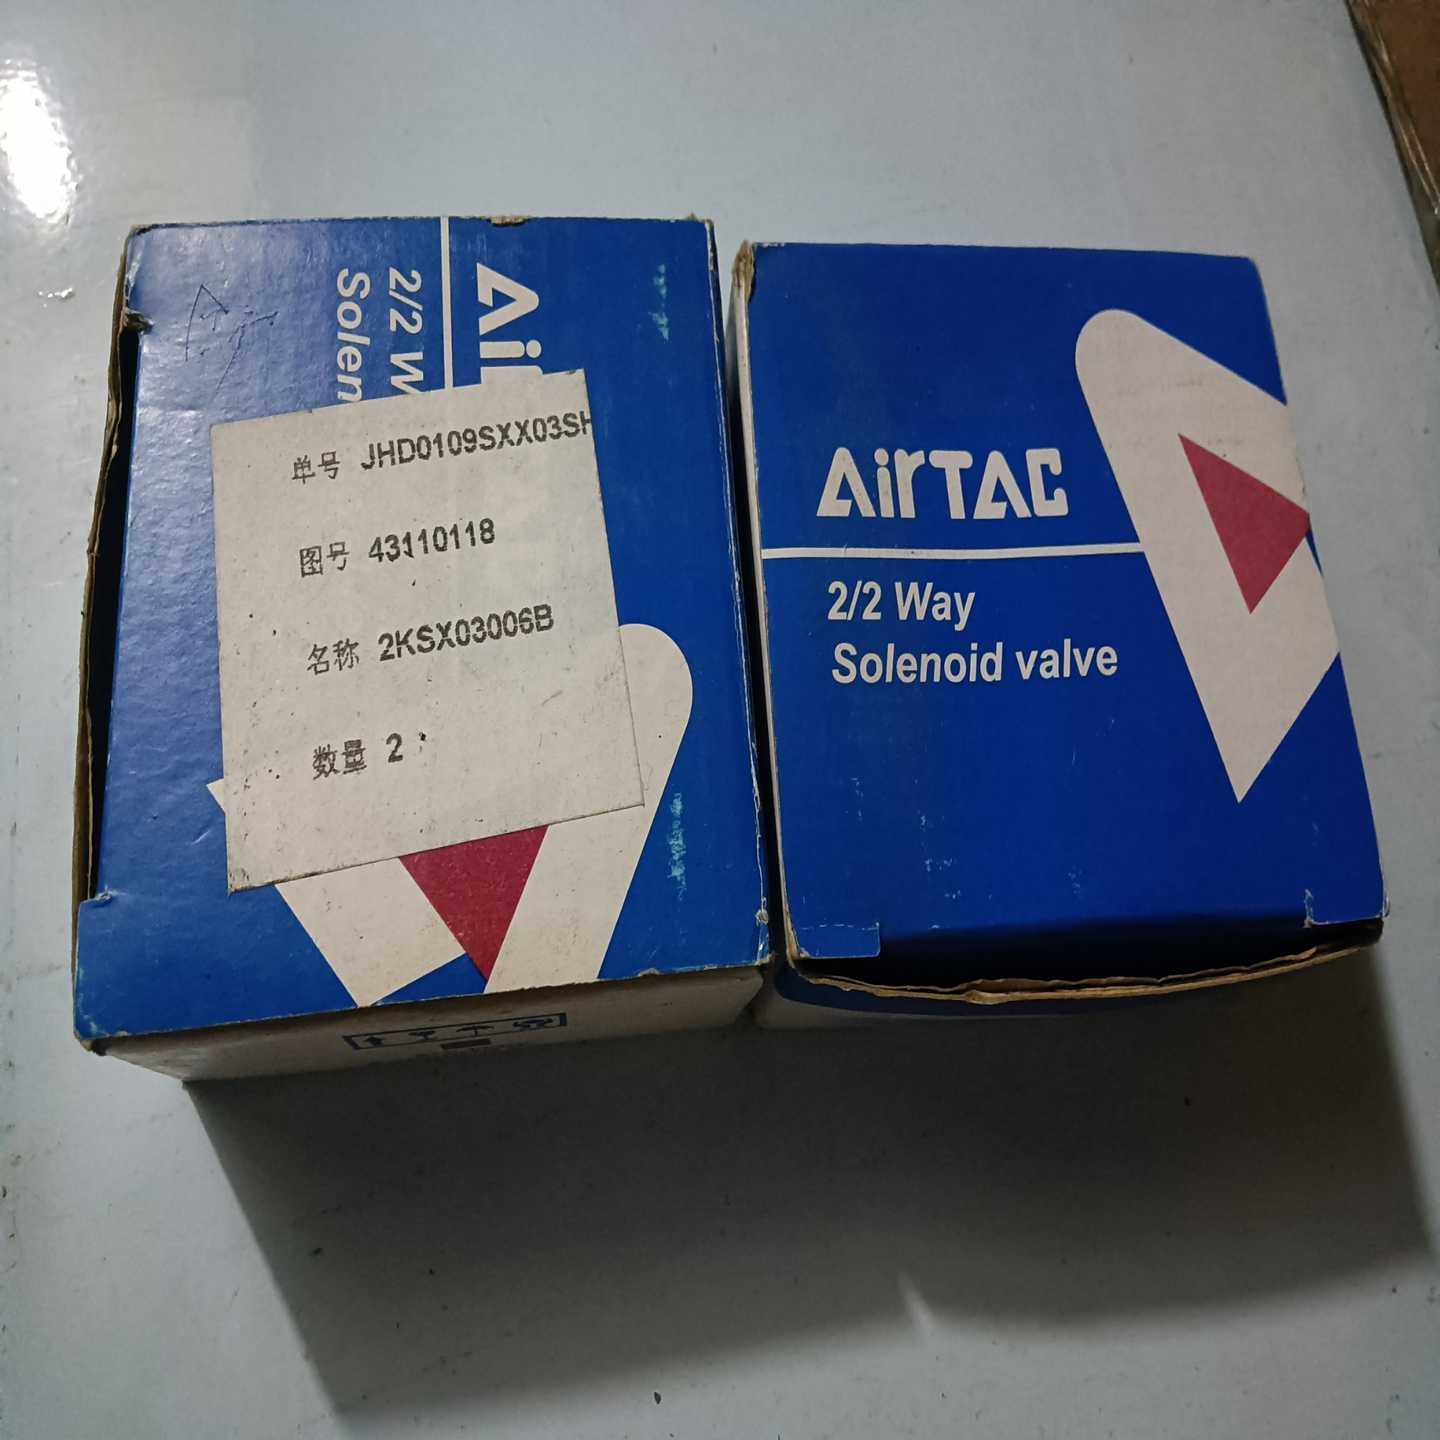 Air
2/2 W
Solen
单号 JHD0109SXX03SH
图号 43110118
名称 2KSX03006B
数量 2
AirTAC
2/2 Way
Solenoid valve